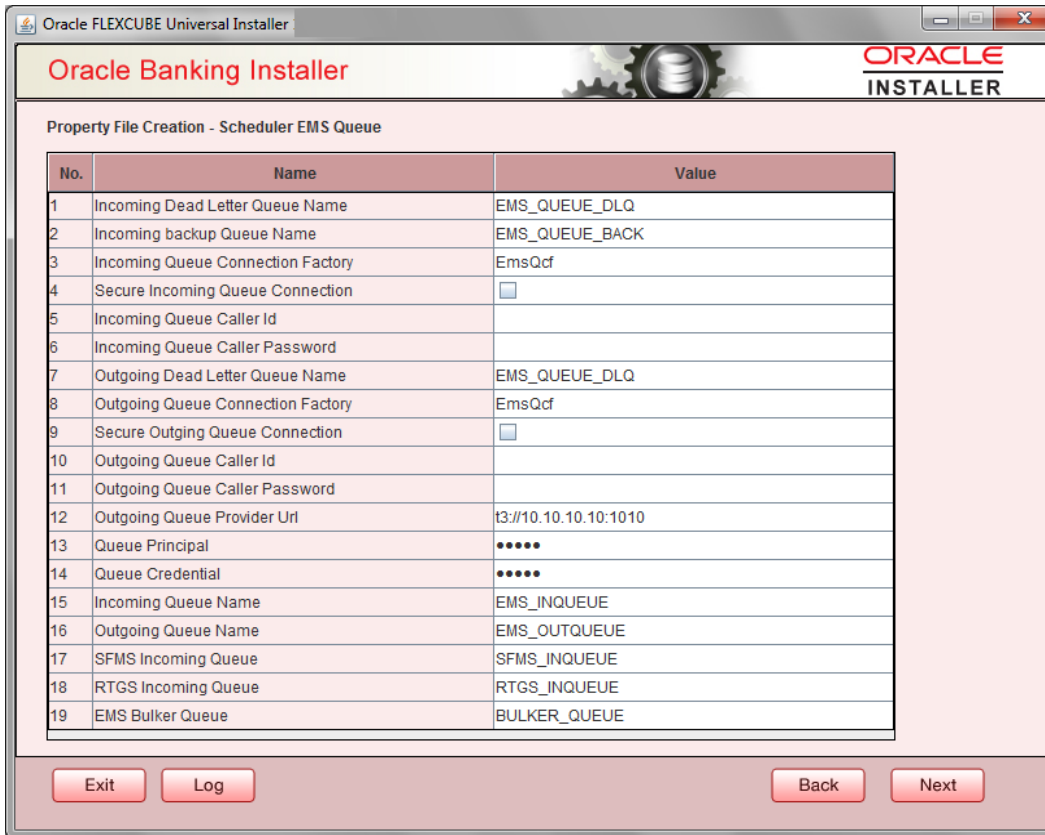 Oracle FLEXCUBE Universal Installer
X
Oracle Banking Installer
ORACLE
INSTALLER
Property File Creation - Scheduler EMS Queue
No. Name Value
1 Incoming Dead Letter Queue Name EMS_QUEUE_DLQ
2 Incoming backup Queue Name EMS_QUEUE_BACK
3 Incoming Queue Connection Factory EmsQcf
4 Secure Incoming Queue Connection
5 Incoming Queue Caller Id
6 Incoming Queue Caller Password
7 Outgoing Dead Letter Queue Name EMS_QUEUE_DLQ
8 Outgoing Queue Connection Factory EmsQcf
9 Secure Outging Queue Connection
10 Outgoing Queue Caller Id
11 Outgoing Queue Caller Password
12 Outgoing Queue Provider Url t3://10.10.10.10:1010
13 Queue Principal •••••
14 Queue Credential •••••
15 Incoming Queue Name EMS_INQUEUE
16 Outgoing Queue Name EMS_OUTQUEUE
17 SFMS Incoming Queue SFMS_INQUEUE
18 RTGS Incoming Queue RTGS_INQUEUE
19 EMS Bulker Queue BULKER_QUEUE
Exit Log Back Next